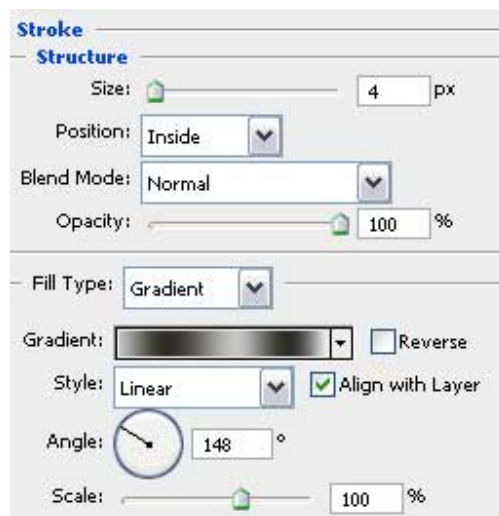 Stroke
Structure
Size: 4 px
Position: Inside
Blend Mode: Normal
Opacity: 100 %
Fill Type: Gradient
Gradient: Reverse
Style: Linear Align with Layer
Angle: 148 °
Scale: 100 %